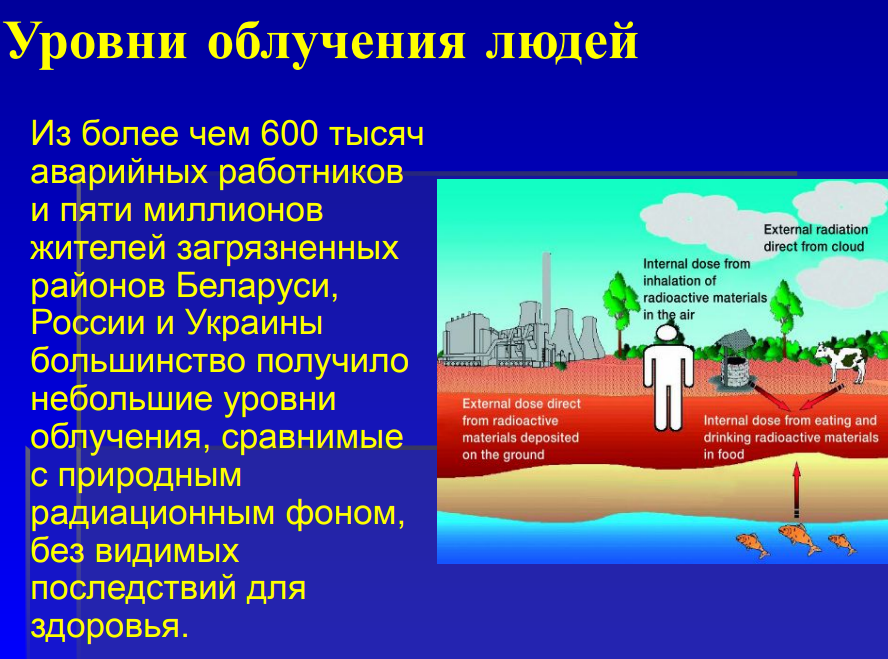 Уровни облучения людей
Из более чем 600 тысяч
аварийных работников
и пяти миллионов
жителей загрязненных
районов Беларуси,
России и Украины
большинство получило
небольшие уровни
облучения, сравнимые
с природным
радиационным фоном,
без видимых
последствий для
здоровья.
External radiation
direct from cloud
Internal dose from
inhalation of
radioactive materials
in the air
External dose direct
from radioactive
materials deposited
on the ground
Internal dose from eating and
drinking radioactive materials
in food